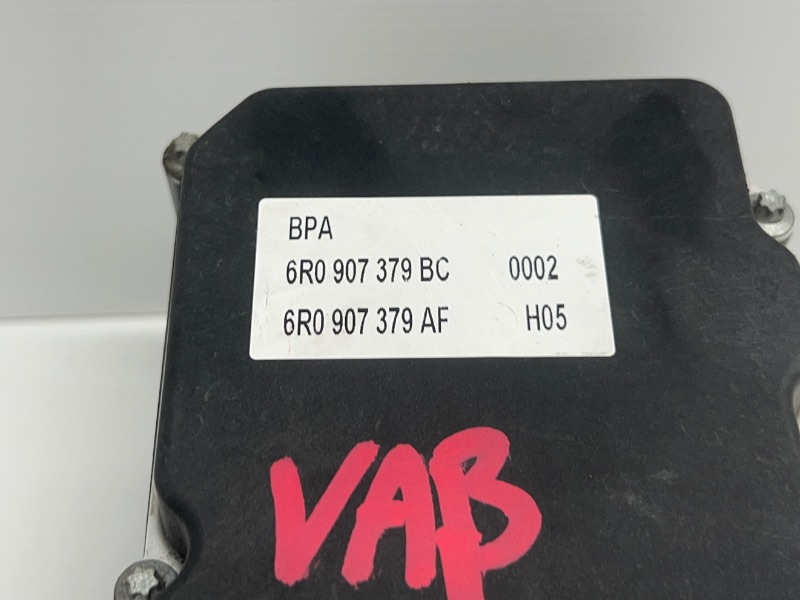 BPA
6R0 907 379 BC 0002
6R0 907 379 AF H05
VAB